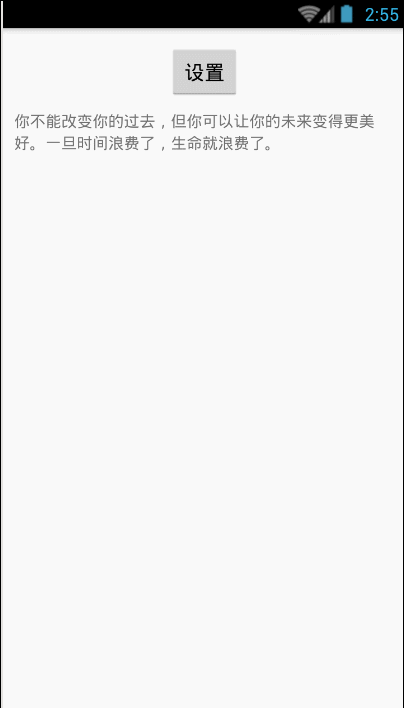 2:55
设置
你不能改变你的过去，但你可以让你的未来变得更美
好。一旦时间浪费了，生命就浪费了。